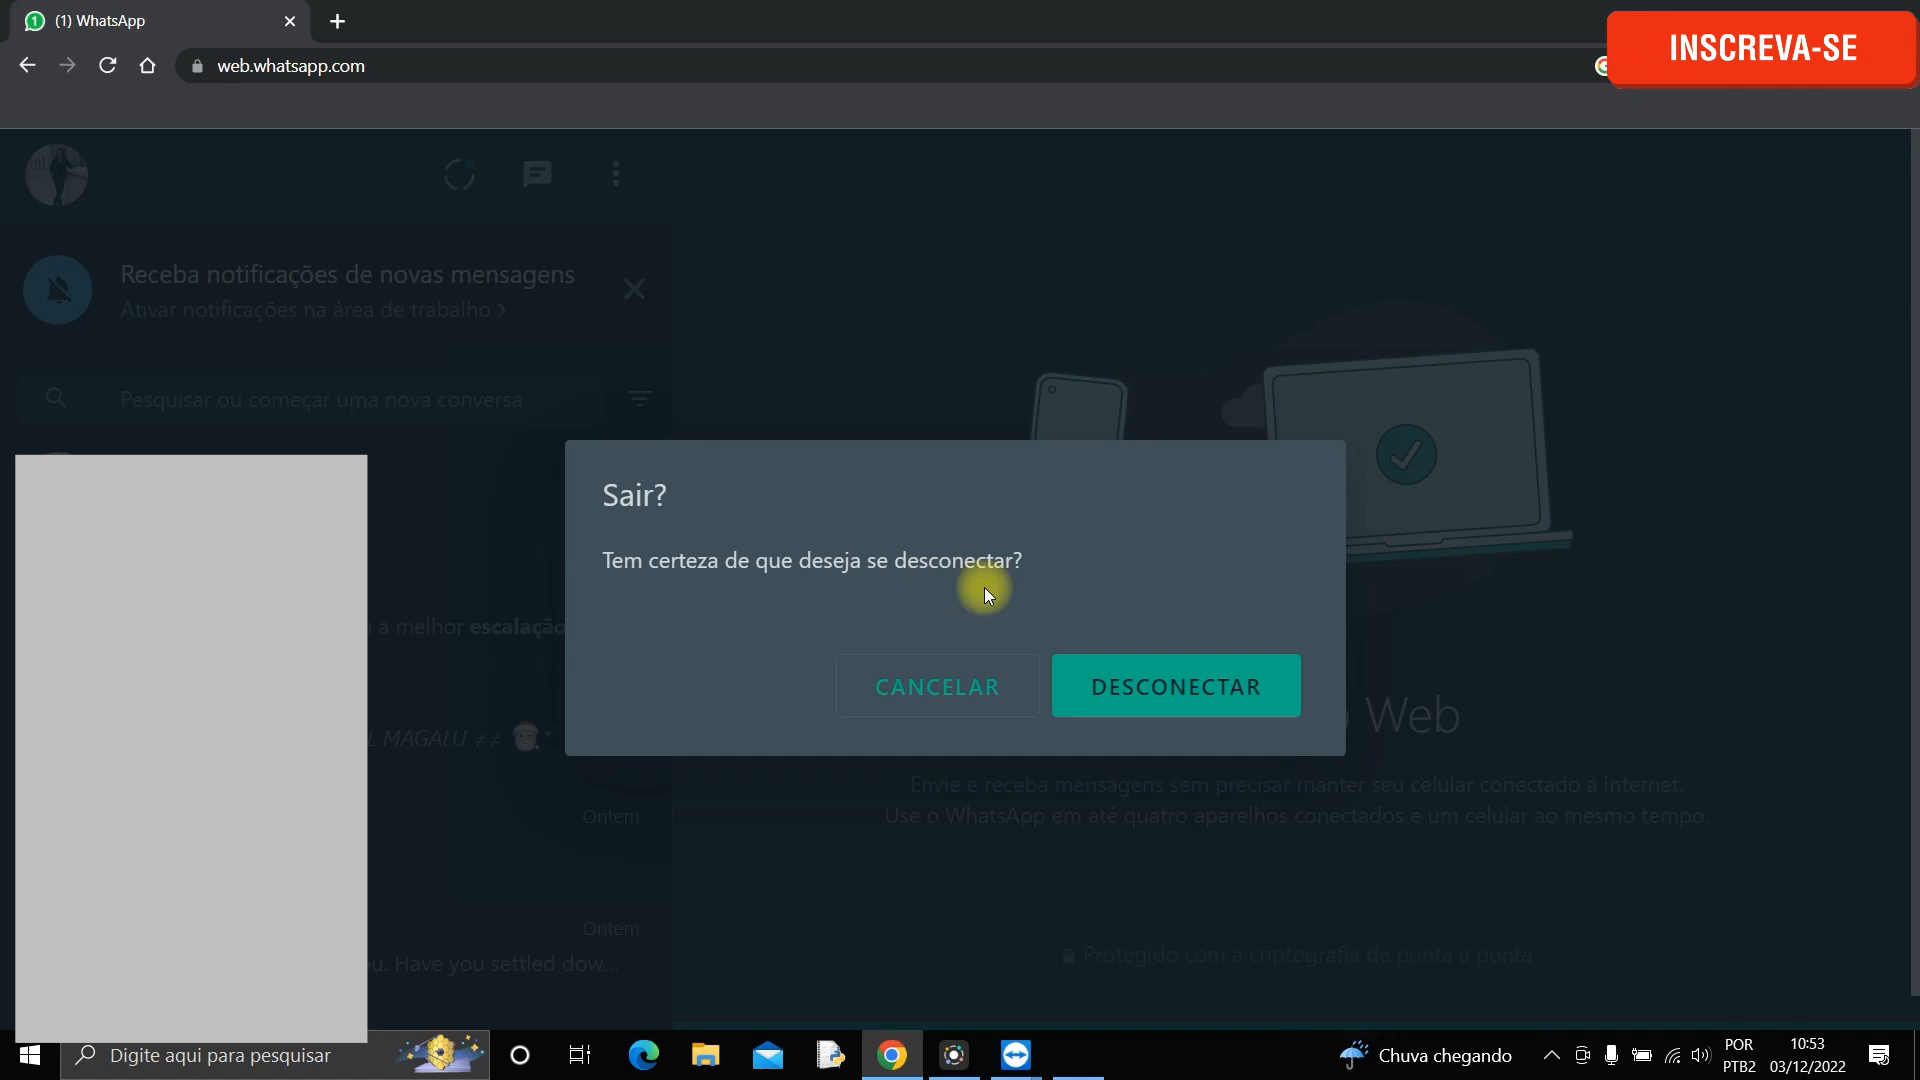 (1) WhatsApp
web.whatsapp.com
INSCREVA-SE
Receba notificações de novas mensagens
Ativar notificações na área de trabalho >
Pesquisar ou começar uma nova conversa
Sair?
Tem certeza de que deseja se desconectar?
a melhor escalação
CANCELAR
DESCONECTAR
Web
L MAGALU ≠≠ *
Envie e receba mensagens sem precisar manter seu celular conectado à internet.
Use o WhatsApp em até quatro aparelhos conectados e um celular ao mesmo tempo.
Ontem
Ontem
u. Have you settled dow...
Protegido com a criptografia de ponta a ponta
Digite aqui para pesquisar
Chuva chegando
POR
PTB2
10:53
03/12/2022